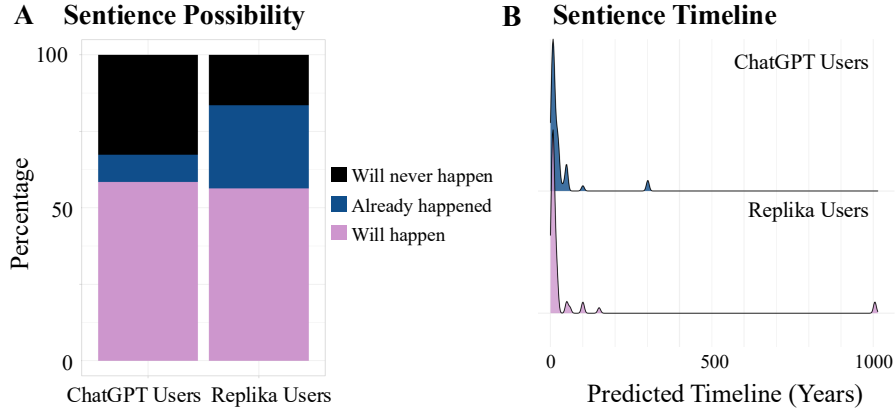 A Sentience Possibility
100
50
0
Percentage
ChatGPT Users
Replika Users
Will never happen
Already happened
Will happen
B Sentience Timeline
ChatGPT Users
Replika Users
0
500
1000
Predicted Timeline (Years)